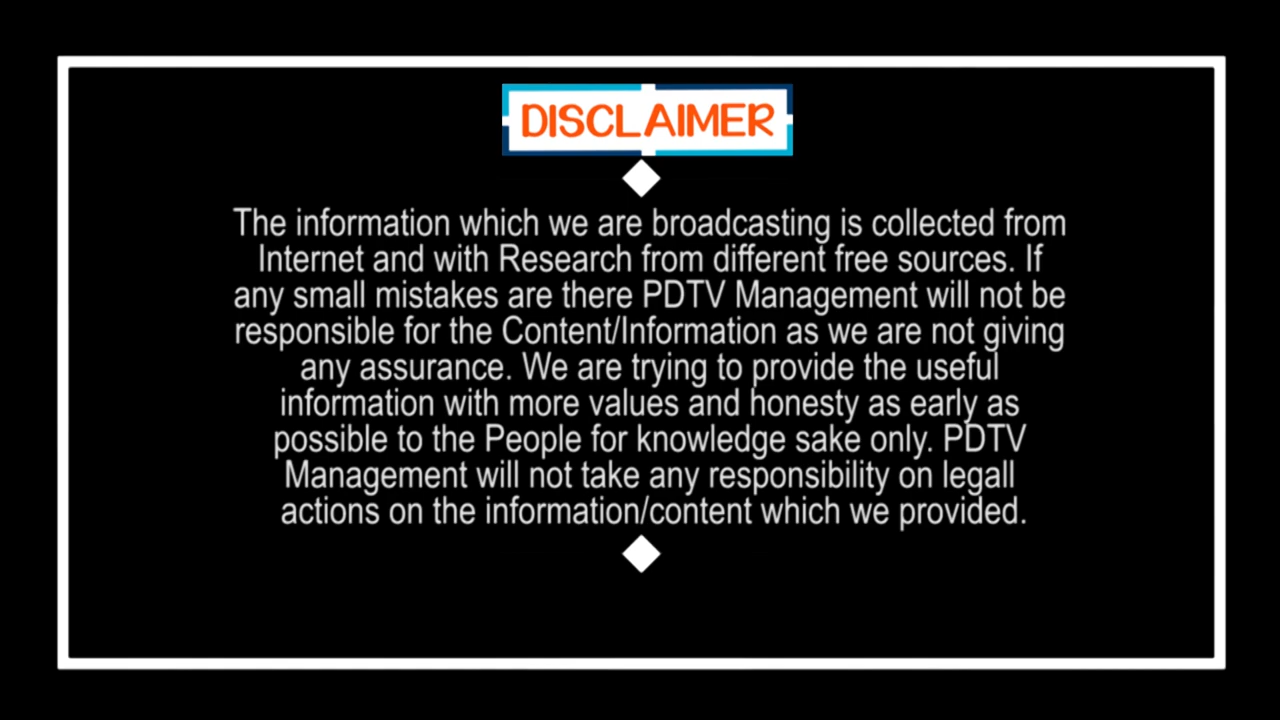 DISCLAIMER
The information which we are broadcasting is collected from
Internet and with Research from different free sources. If
any small mistakes are there PDTV Management will not be
responsible for the Content/Information as we are not giving
any assurance. We are trying to provide the useful
information with more values and honesty as early as
possible to the People for knowledge sake only. PDTV
Management will not take any responsibility on legall
actions on the information/content which we provided.